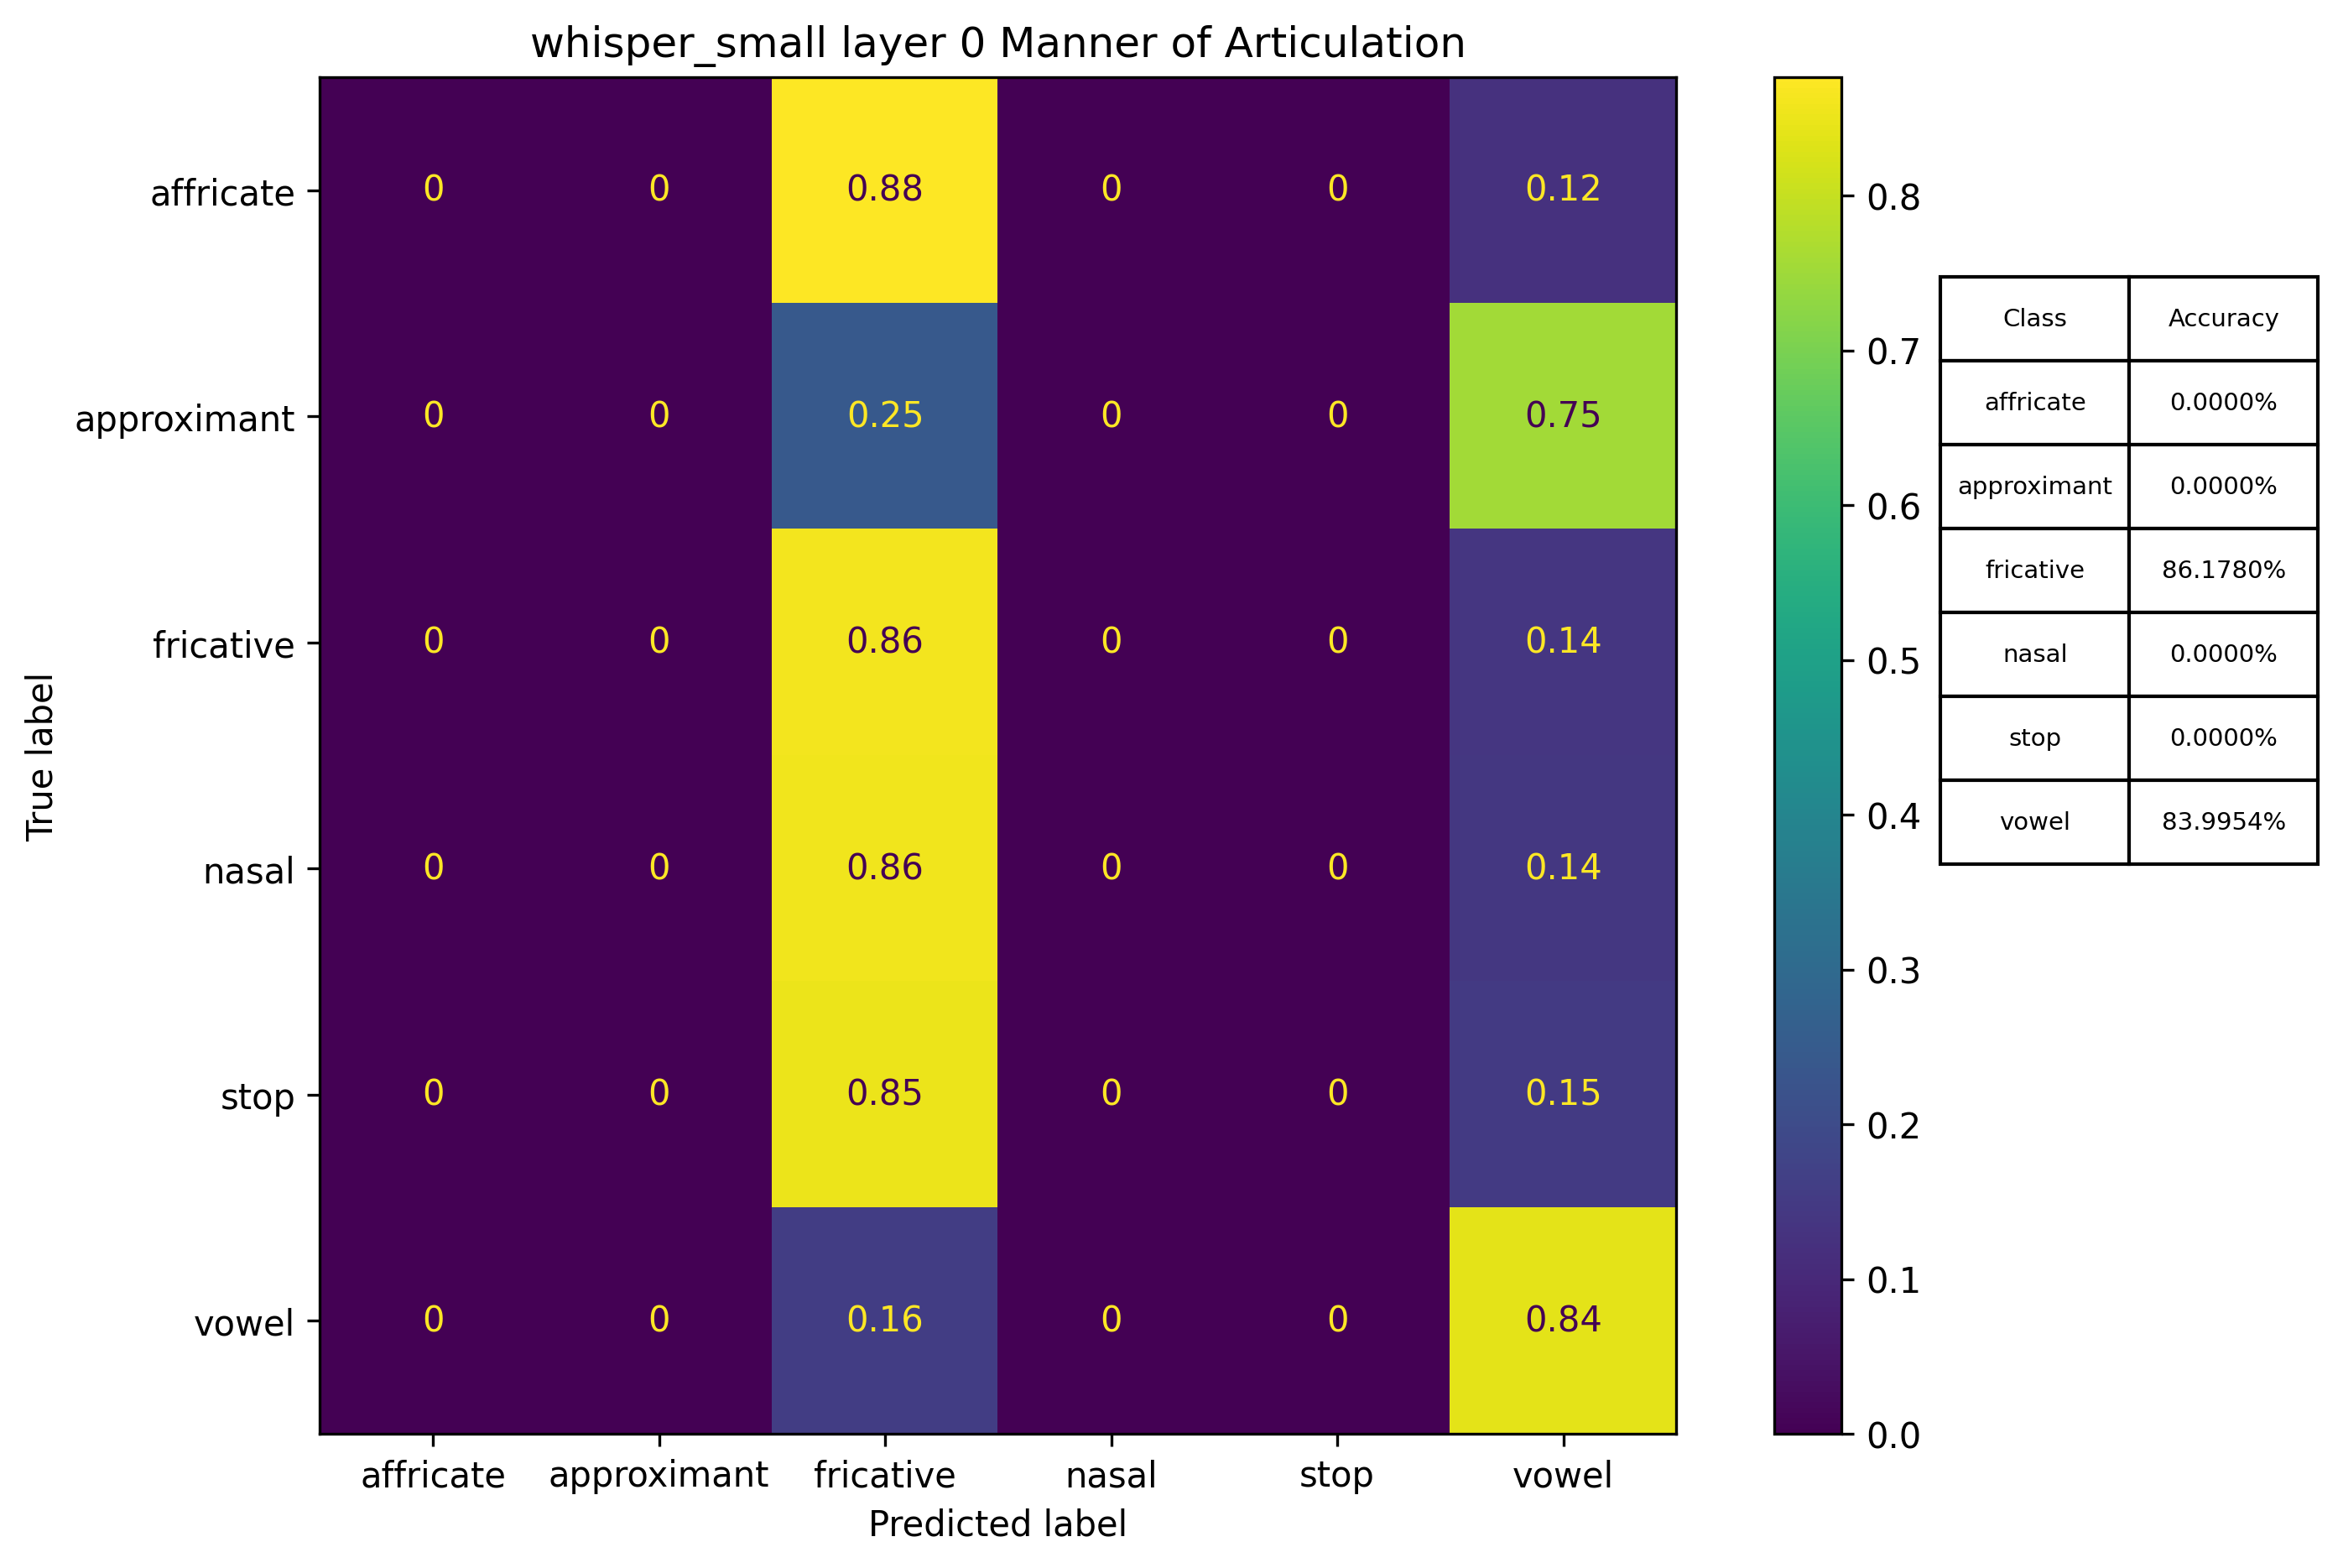 whisper_small layer 0 Manner of Articulation
True label
affricate 0 0 0.88 0 0 0.12
approximant 0 0 0.25 0 0 0.75
fricative 0 0 0.86 0 0 0.14
nasal 0 0 0.86 0 0 0.14
stop 0 0 0.85 0 0 0.15
vowel 0 0 0.16 0 0 0.84
affricate approximant fricative nasal stop vowel
Predicted label
0.8
0.7
0.6
0.5
0.4
0.3
0.2
0.1
0.0
Class Accuracy
affricate 0.0000%
approximant 0.0000%
fricative 86.1780%
nasal 0.0000%
stop 0.0000%
vowel 83.9954%